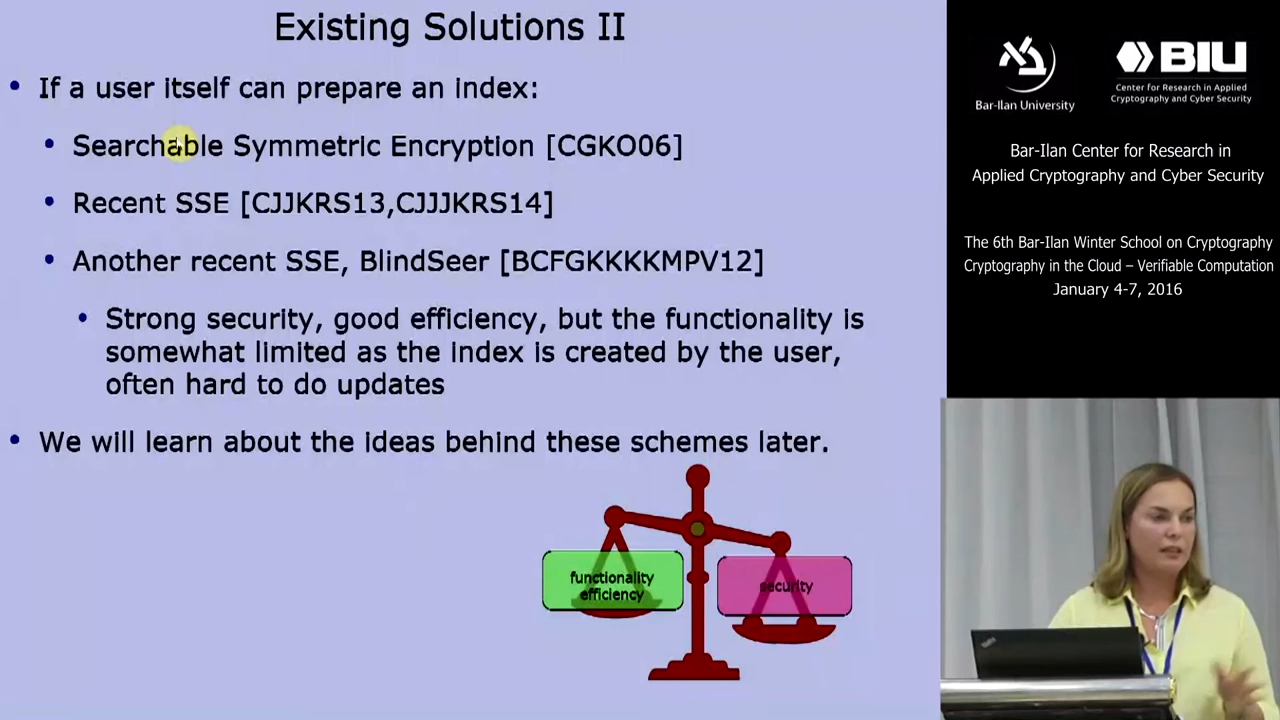 Existing Solutions II
• If a user itself can prepare an index:
• Searchable Symmetric Encryption [CGKO06]
• Recent SSE [CJJKRS13,CJJJKRS14]
• Another recent SSE, BlindSeer [BCFGKKKKMPV12]
• Strong security, good efficiency, but the functionality is
somewhat limited as the index is created by the user,
often hard to do updates
• We will learn about the ideas behind these schemes later.
functionality
efficiency
security
Bar-Ilan University
BIU
Center for Research in Applied
Cryptography and Cyber Security
Bar-Ilan Center for Research in
Applied Cryptography and Cyber Security
The 6th Bar-Ilan Winter School on Cryptography
Cryptography in the Cloud – Verifiable Computation
January 4-7, 2016